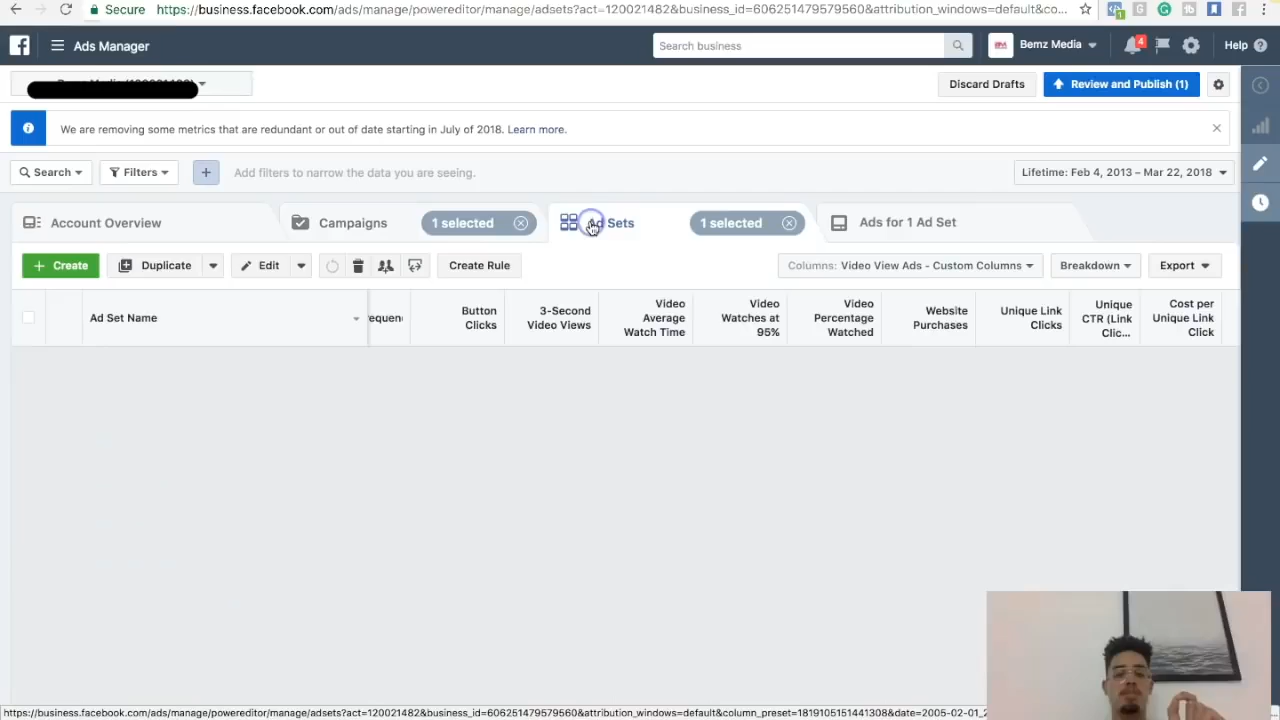 Secure
https://business.facebook.com/ads/manage/powereditor/manage/adsets?act=120021482&business_id=606251479579560&attribution_windows=default&co...
Ads Manager
Search business
Bemz Media
4
Help
Discard Drafts
Review and Publish (1)
We are removing some metrics that are redundant or out of date starting in July of 2018. Learn more.
Search
Filters
Add filters to narrow the data you are seeing.
Lifetime: Feb 4, 2013 – Mar 22, 2018
Account Overview
Campaigns
1 selected
Ad Sets
1 selected
Ads for 1 Ad Set
+ Create
Duplicate
Edit
Create Rule
Columns: Video View Ads - Custom Columns
Breakdown
Export
Ad Set Name
requenc
Button
Clicks
3-Second
Video Views
Video
Average
Watch Time
Video
Watches at
95%
Video
Percentage
Watched
Website
Purchases
Unique Link
Clicks
Unique
CTR (Link
Clic...
Cost per
Unique Link
Click
https://business.facebook.com/ads/manage/powereditor/manage/adsets?act=120021482&business_id=606251479579560&attribution_windows=default&column_preset=1819105151441308&date=2005-02-01_2